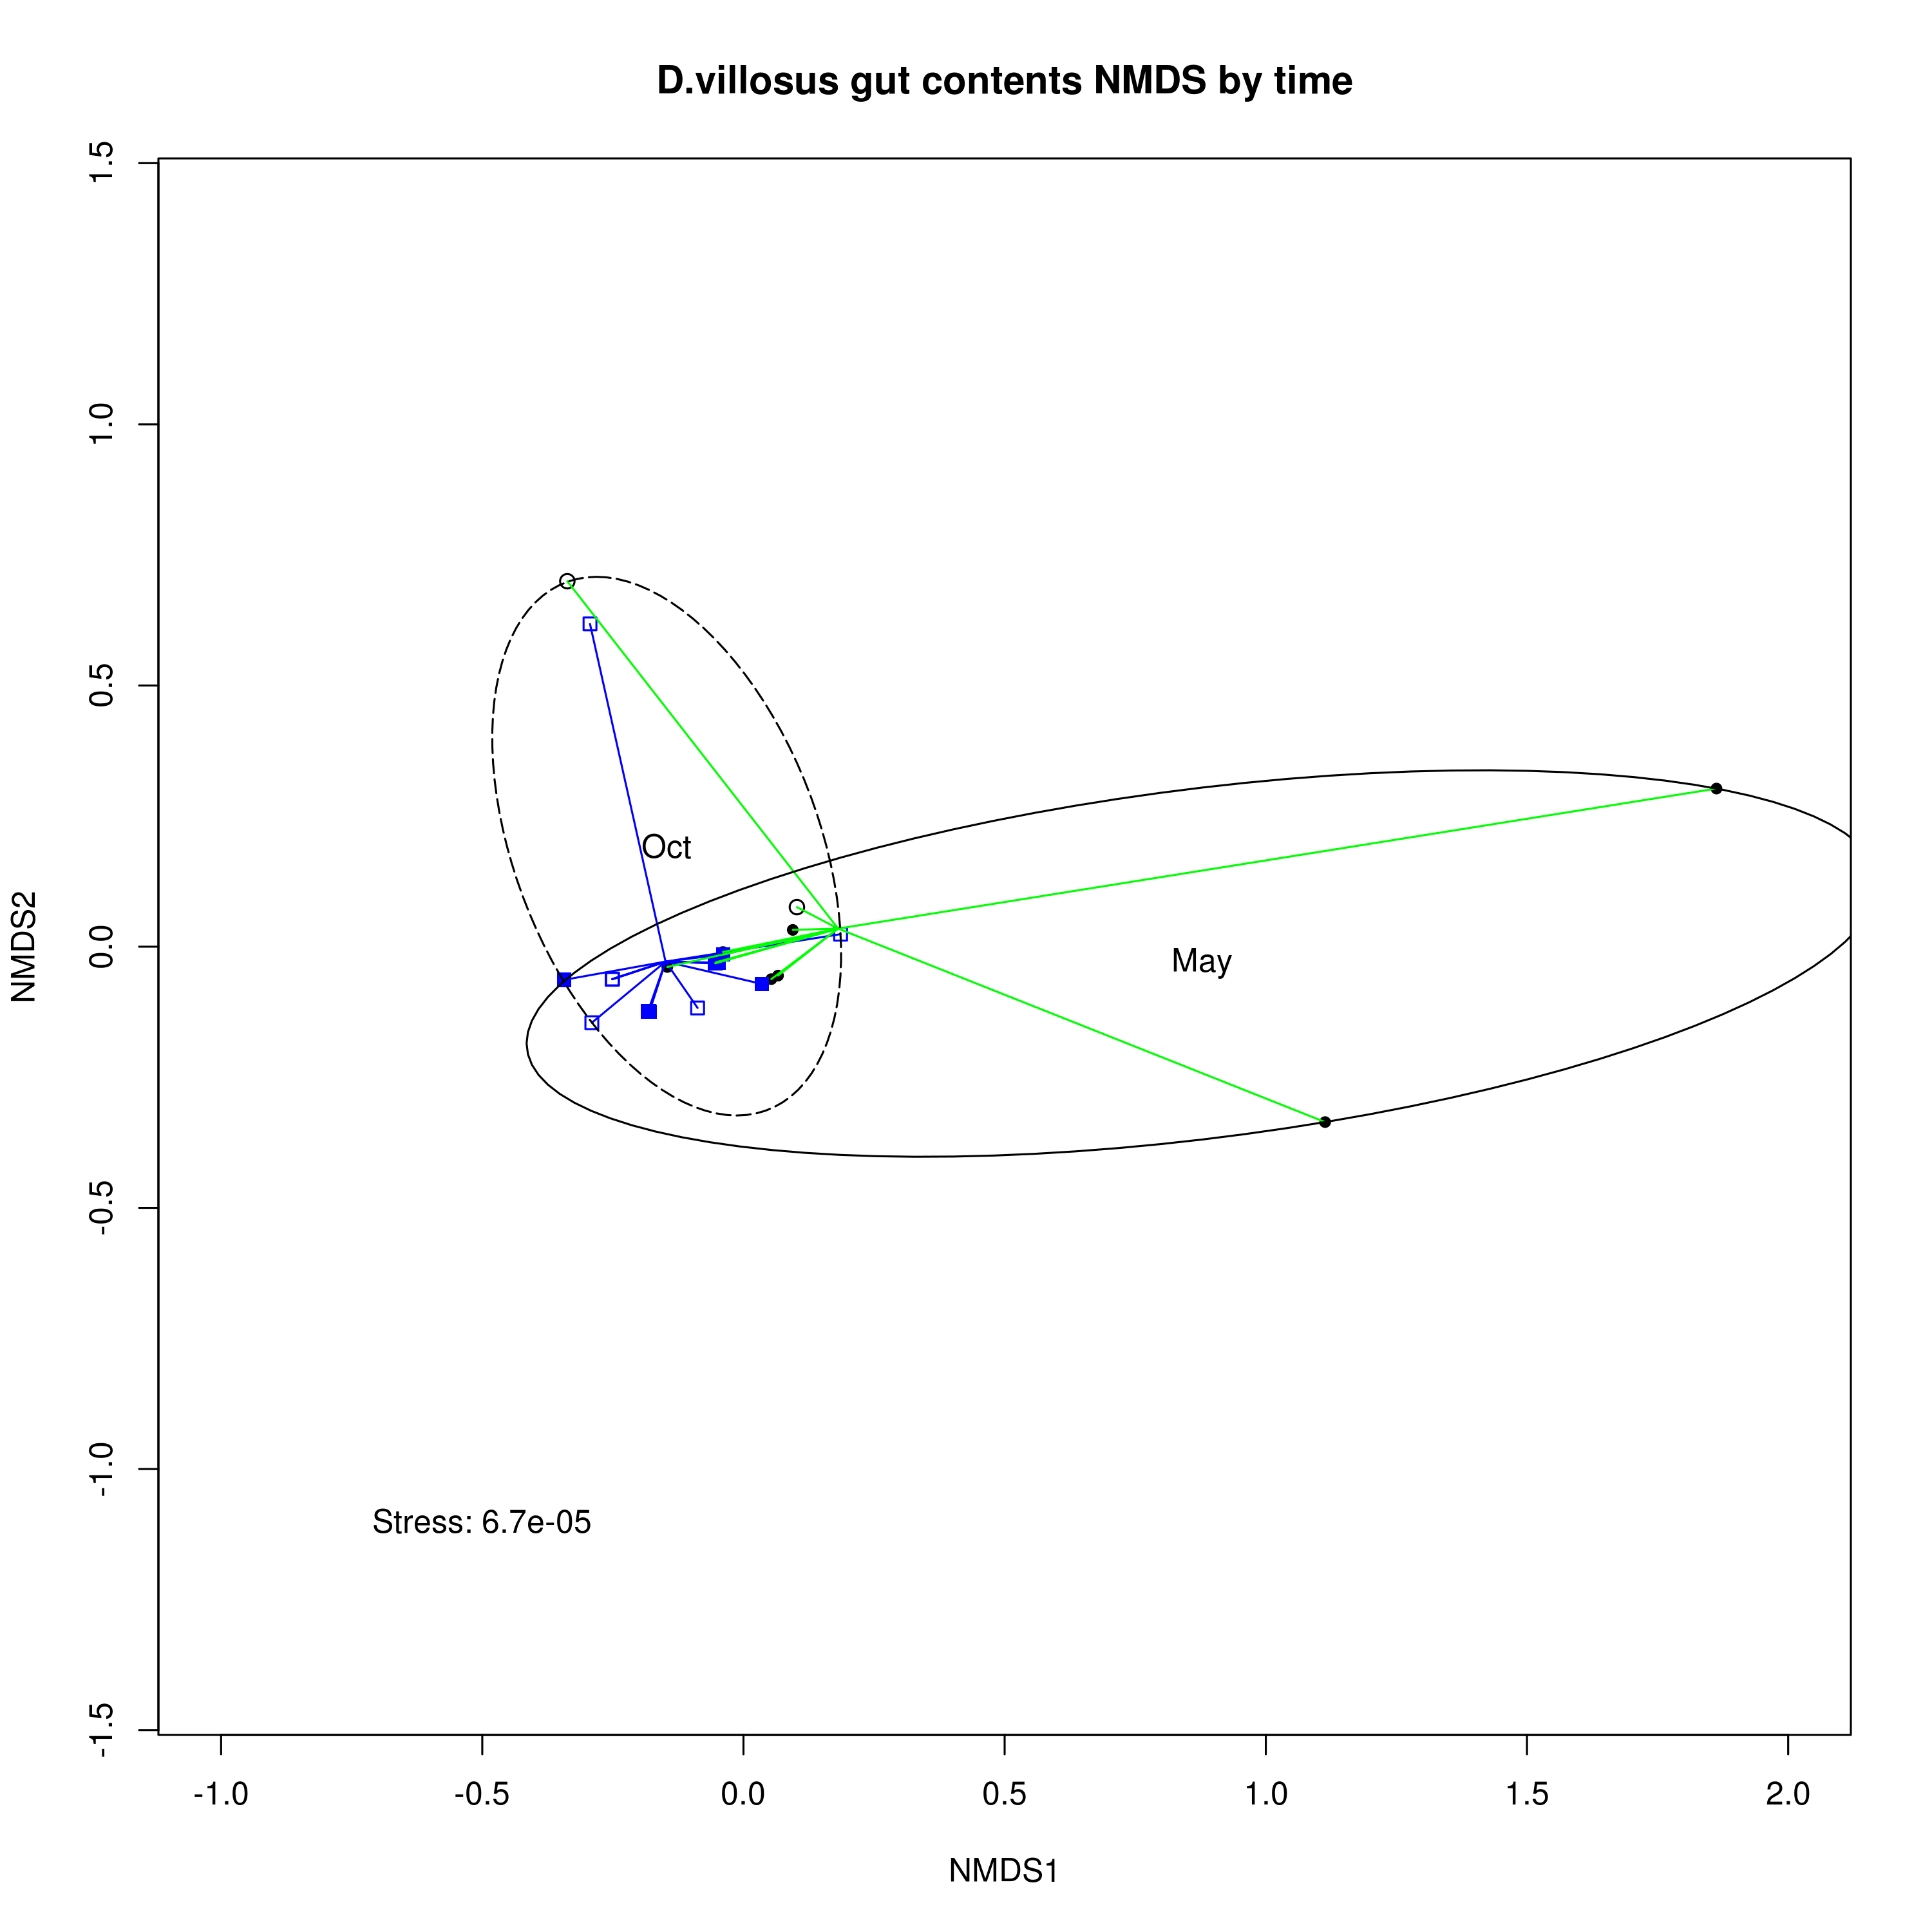 D.villosus gut contents NMDS by time
1.5
1.0
0.5
0.0
-0.5
-1.0
-1.5
NMDS2
Oct
May
Stress: 6.7e-05
-1.0 -0.5 0.0 0.5 1.0 1.5 2.0
NMDS1